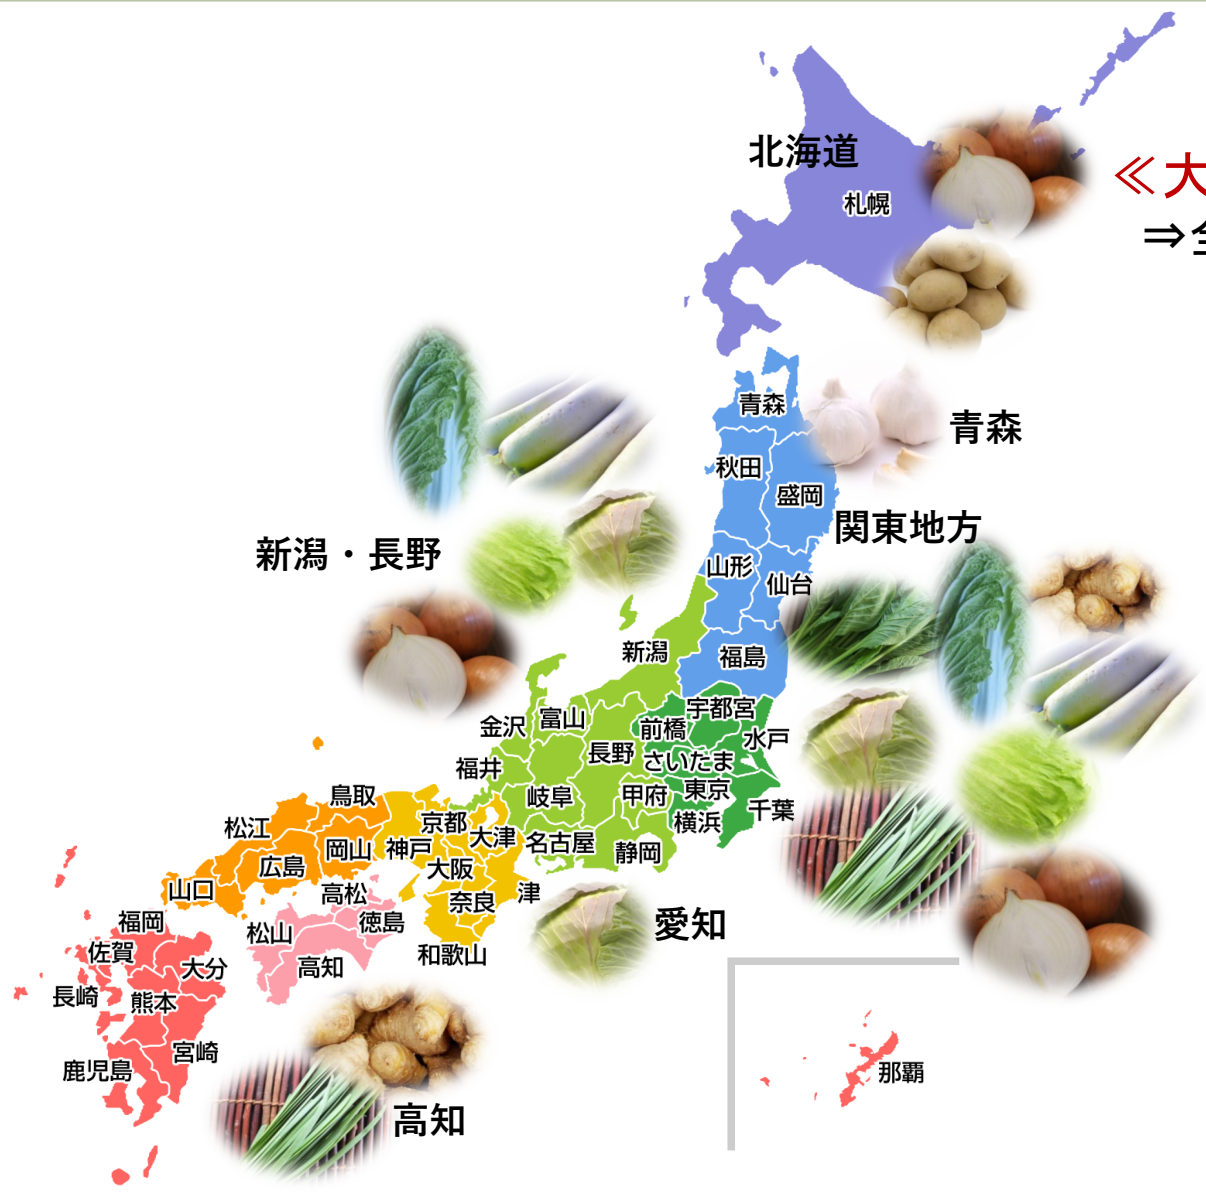 北海道
札幌
≪大
⇒全
青森
青森
秋田
盛岡
関東地方
新潟・長野
山形
仙台
新潟
福島
宇都宮
金沢
富山
前橋
水戸
長野
さいたま
福井
鳥取
岐阜
甲府
東京
千葉
松江
京都
大津
横浜
岡山
神戸
名古屋
静岡
広島
大阪
山口
高松
奈良
津
福岡
徳島
愛知
松山
佐賀
和歌山
大分
高知
長崎
熊本
宮崎
鹿児島
那覇
高知